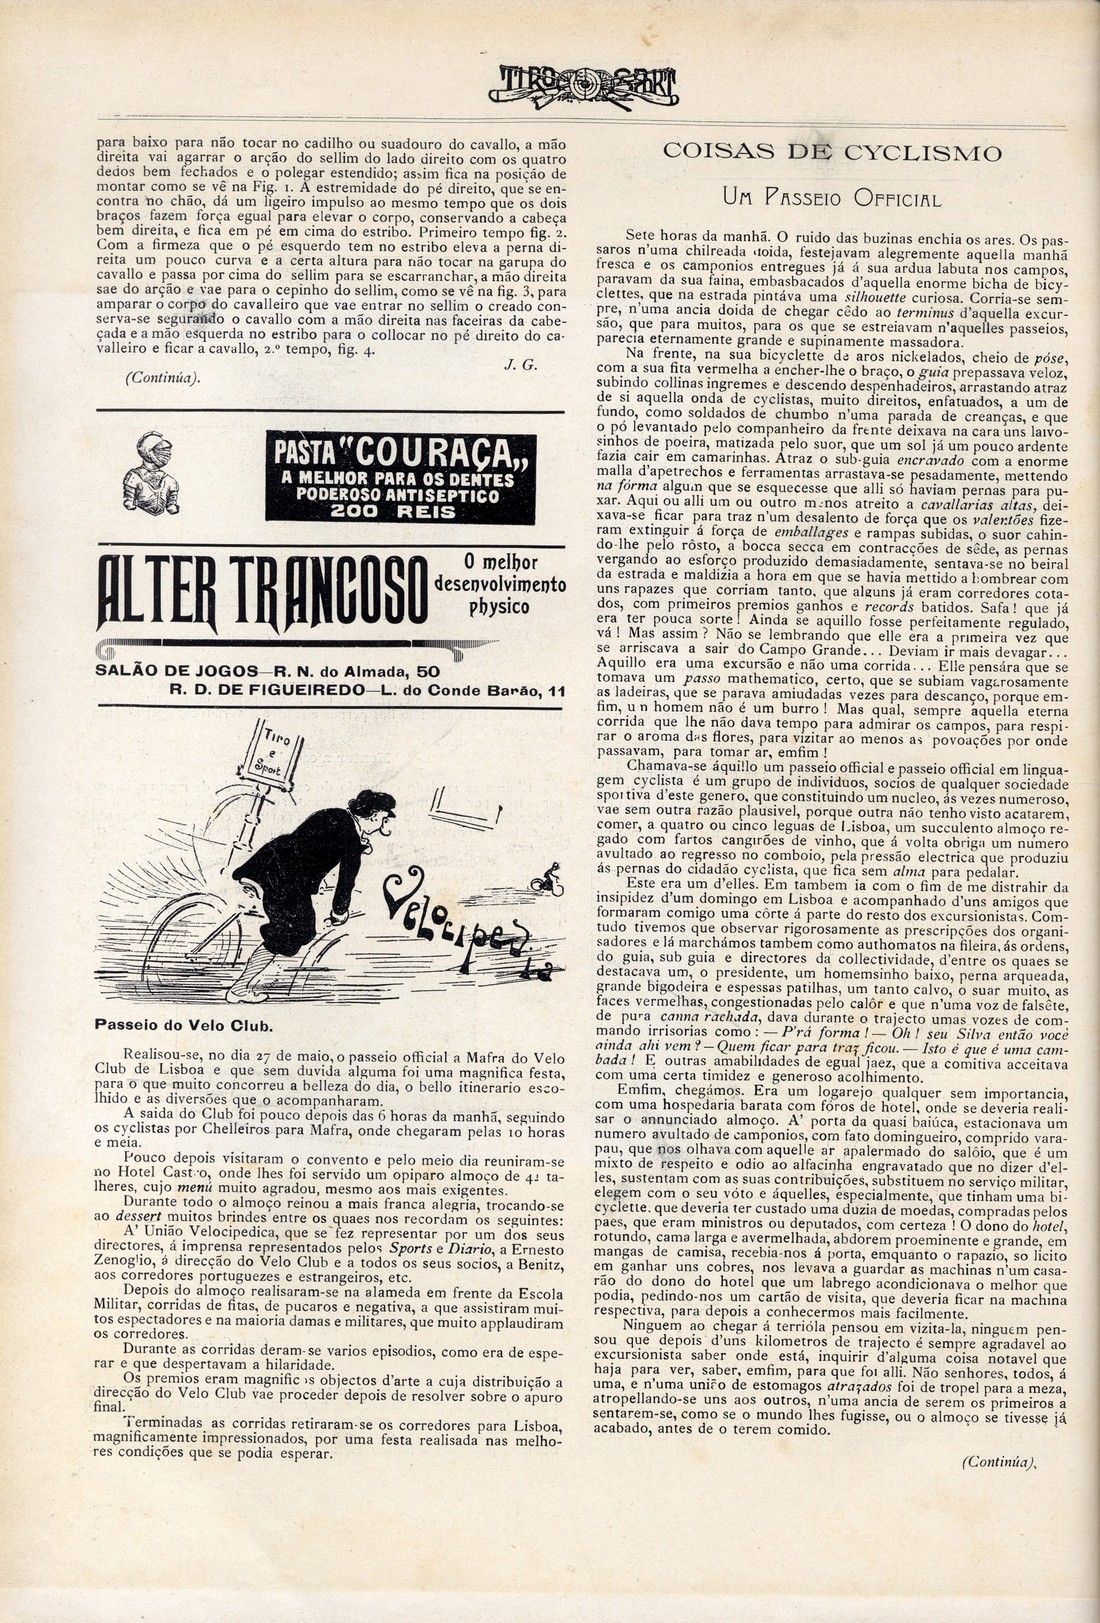 TIRO SPORT
para baixo para não tocar no cadilho ou suadouro do cavallo, a mão
direita vai agarrar o arção do sellim do lado direito com os quatro
dedos bem fechados e o polegar estendido; assim fica na posição de
montar como se vê na Fig. 1. A estremidade do pé direito, que se en-
contra no chão, dá um ligeiro impulso ao mesmo tempo que os dois
braços fazem força egual para elevar o corpo, conservando a cabeça
bem direita, e fica em pé em cima do estribo. Primeiro tempo fig. 2.
Com a firmeza que o pé esquerdo tem no estribo eleva a perna di-
reita um pouco curva e a certa altura para não tocar na garupa do
cavallo e passa por cima do sellim para se escarranchar, a mão direita
sae do arção e vae para o cepinho do sellim, como se vê na fig. 3, para
amparar o corpo do cavalleiro que vae entrar no sellim o creado con-
serva-se segurando o cavallo com a mão direita nas faceiras da cabe-
çada e a mão esquerda no estribo para o collocar no pé direito do ca-
valleiro e ficar a cavallo, 2.º tempo, fig. 4.
J. G.
(Continúa).
PASTA "COURAÇA„
A MELHOR PARA OS DENTES
PODEROSO ANTISEPTICO
200 REIS
ALTER TRANCOSO
O melhor
desenvolvimento
physico
SALÃO DE JOGOS—R. N. do Almada, 50
R. D. DE FIGUEIREDO—L. do Conde Barão, 11
Tiro
e
Sport
Velocipedia
Passeio do Velo Club.
Realisou-se, no dia 27 de maio, o passeio official a Mafra do Velo
Club de Lisboa e que sem duvida alguma foi uma magnifica festa,
para o que muito concorreu a belleza do dia, o bello itinerario esco-
lhido e as diversões que o acompanharam.
A saida do Club foi pouco depois das 6 horas da manhã, seguindo
os cyclistas por Chelleiros para Mafra, onde chegaram pelas 10 horas
e meia.
Pouco depois visitaram o convento e pelo meio dia reuniram-se
no Hotel Castro, onde lhes foi servido um opiparo almoço de 42 ta-
lheres, cujo menú muito agradou, mesmo aos mais exigentes.
Durante todo o almoço reinou a mais franca alegria, trocando-se
ao dessert muitos brindes entre os quaes nos recordam os seguintes:
A' União Velocipedica, que se fez representar por um dos seus
directores, á imprensa representados pelos Sports e Diario, a Ernesto
Zenoglio, á direcção do Velo Club e a todos os seus socios, a Benitz,
aos corredores portuguezes e estrangeiros, etc.
Depois do almoço realisaram-se na alameda em frente da Escola
Militar, corridas de fitas, de pucaros e negativa, a que assistiram mui-
tos espectadores e na maioria damas e militares, que muito applaudiram
os corredores.
Durante as corridas deram-se varios episodios, como era de espe-
rar e que despertavam a hilaridade.
Os premios eram magnificos objectos d'arte a cuja distribuição a
direcção do Velo Club vae proceder depois de resolver sobre o apuro
final.
Terminadas as corridas retiraram-se os corredores para Lisboa,
magnificamente impressionados, por uma festa realisada nas melho-
res condições que se podia esperar.
COISAS DE CYCLISMO
Um Passeio Official
Sete horas da manhã. O ruido das buzinas enchia os ares. Os pas-
saros n'uma chilreada doida, festejavam alegremente aquella manhã
fresca e os camponios entregues já á sua ardua labuta nos campos,
paravam da sua faina, embasbacados d'aquella enorme bicha de bicy-
clettes, que na estrada pintáva uma silhouette curiosa. Corria-se sem-
pre, n'uma ancia doida de chegar cêdo ao terminus d'aquella excur-
são, que para muitos, para os que se estreiavam n'aquelles passeios,
parecia eternamente grande e supinamente massadora.
Na frente, na sua bicyclette de aros nickelados, cheio de póse,
com a sua fita vermelha a encher-lhe o braço, o guia prepassava veloz,
subindo collinas ingremes e descendo despenhadeiros, arrastando atraz
de si aquella onda de cyclistas, muito direitos, enfatuados, a um de
fundo, como soldados de chumbo n'uma parada de creanças, e que
o pó levantado pelo companheiro da frente deixava na cara uns laivo-
sinhos de poeira, matizada pelo suor, que um sol já um pouco ardente
fazia cair em camarinhas. Atraz o sub-guia encravado com a enorme
malla d'apetrechos e ferramentas arrastava-se pesadamente, mettendo
na fórma algum que se esquecesse que alli só haviam pernas para pu-
xar. Aqui ou alli um ou outro menos atreito a cavallarias altas, dei-
xava-se ficar para traz n'um desalento de força que os valentões fize-
ram extinguir á força de emballages e rampas subidas, o suor cahin-
do-lhe pelo rôsto, a bocca secca em contracções de sêde, as pernas
vergando ao esforço produzido demasiadamente, sentava-se no beiral
da estrada e maldizia a hora em que se havia mettido a hombrear com
uns rapazes que corriam tanto, que alguns já eram corredores cota-
dos, com primeiros premios ganhos e records batidos. Safa! que já
era ter pouca sorte! Ainda se aquillo fosse perfeitamente regulado,
vá! Mas assim? Não se lembrando que elle era a primeira vez que
se arriscava a sair do Campo Grande... Deviam ir mais devagar...
Aquillo era uma excursão e não uma corrida... Elle pensára que se
tomava um passo mathematico, certo, que se subiam vagarosamente
as ladeiras, que se parava amiudadas vezes para descanço, porque em-
fim, um homem não é um burro! Mas qual, sempre aquella eterna
corrida que lhe não dava tempo para admirar os campos, para respi-
rar o aroma das flores, para vizitar ao menos as povoações por onde
passavam, para tomar ar, emfim!
Chamava-se áquillo um passeio official e passeio official em lingua-
gem cyclista é um grupo de individuos, socios de qualquer sociedade
sportiva d'este genero, que constituindo um nucleo, ás vezes numeroso,
vae sem outra razão plausivel, porque outra não tenho visto acatarem,
comer, a quatro ou cinco leguas de Lisboa, um succulento almoço re-
gado com fartos cangirões de vinho, que á volta obriga um numero
avultado ao regresso no comboio, pela pressão electrica que produziu
ás pernas do cidadão cyclista, que fica sem alma para pedalar.
Este era um d'elles. Em tambem ia com o fim de me distrahir da
insipidez d'um domingo em Lisboa e acompanhado d'uns amigos que
formaram comigo uma côrte á parte do resto dos excursionistas. Com-
tudo tivemos que observar rigorosamente as prescripções dos organi-
sadores e lá marchámos tambem como authomatos na fileira, ás ordens,
do guia, sub guia e directores da collectividade, d'entre os quaes se
destacava um, o presidente, um homemsinho baixo, perna arqueada,
grande bigodeira e espessas patilhas, um tanto calvo, o suar muito, as
faces vermelhas, congestionadas pelo calôr e que n'uma voz de falsête,
de pura canna rachada, dava durante o trajecto umas vozes de com-
mando irrisorias como: — P'rá forma! — Oh! seu Silva então você
ainda ahi vem? — Quem ficar para traz ficou. — Isto é que é uma cam-
bada! E outras amabilidades de egual jaez, que a comitiva acceitava
com uma certa timidez e generoso acolhimento.
Emfim, chegámos. Era um logarejo qualquer sem importancia,
com uma hospedaria barata com fóros de hotel, onde se deveria reali-
sar o annunciado almoço. A' porta da quasi baiúca, estacionava um
numero avultado de camponios, com fato domingueiro, comprido vara-
pau, que nos olhava com aquelle ar apalermado do salôio, que é um
mixto de respeito e odio ao alfacinha engravatado que no dizer d'el-
les, sustentam com as suas contribuições, substituem no serviço militar,
elegem com o seu vóto e áquelles, especialmente, que tinham uma bi-
cyclette. que deveria ter custado uma duzia de moedas, compradas pelos
paes, que eram ministros ou deputados, com certeza! O dono do hotel,
rotundo, cama larga e avermelhada, abdorem proeminente e grande, em
mangas de camisa, recebia-nos á porta, emquanto o rapazio, so licito
em ganhar uns cobres, nos levava a guardar as machinas n'um casa-
rão do dono do hotel que um labrego acondicionava o melhor que
podia, pedindo-nos um cartão de visita, que deveria ficar na machina
respectiva, para depois a conhecermos mais facilmente.
Ninguem ao chegar á terrióla pensou em vizita-la, ninguem pen-
sou que depois d'uns kilometros de trajecto é sempre agradavel ao
excursionista saber onde está, inquirir d'alguma coisa notavel que
haja para ver, saber, emfim, para que foi alli. Não senhores, todos, á
uma, e n'uma união de estomagos atrazados foi de tropel para a meza,
atropellando-se uns aos outros, n'uma ancia de serem os primeiros a
sentarem-se, como se o mundo lhes fugisse, ou o almoço se tivesse já
acabado, antes de o terem comido.
(Continúa).